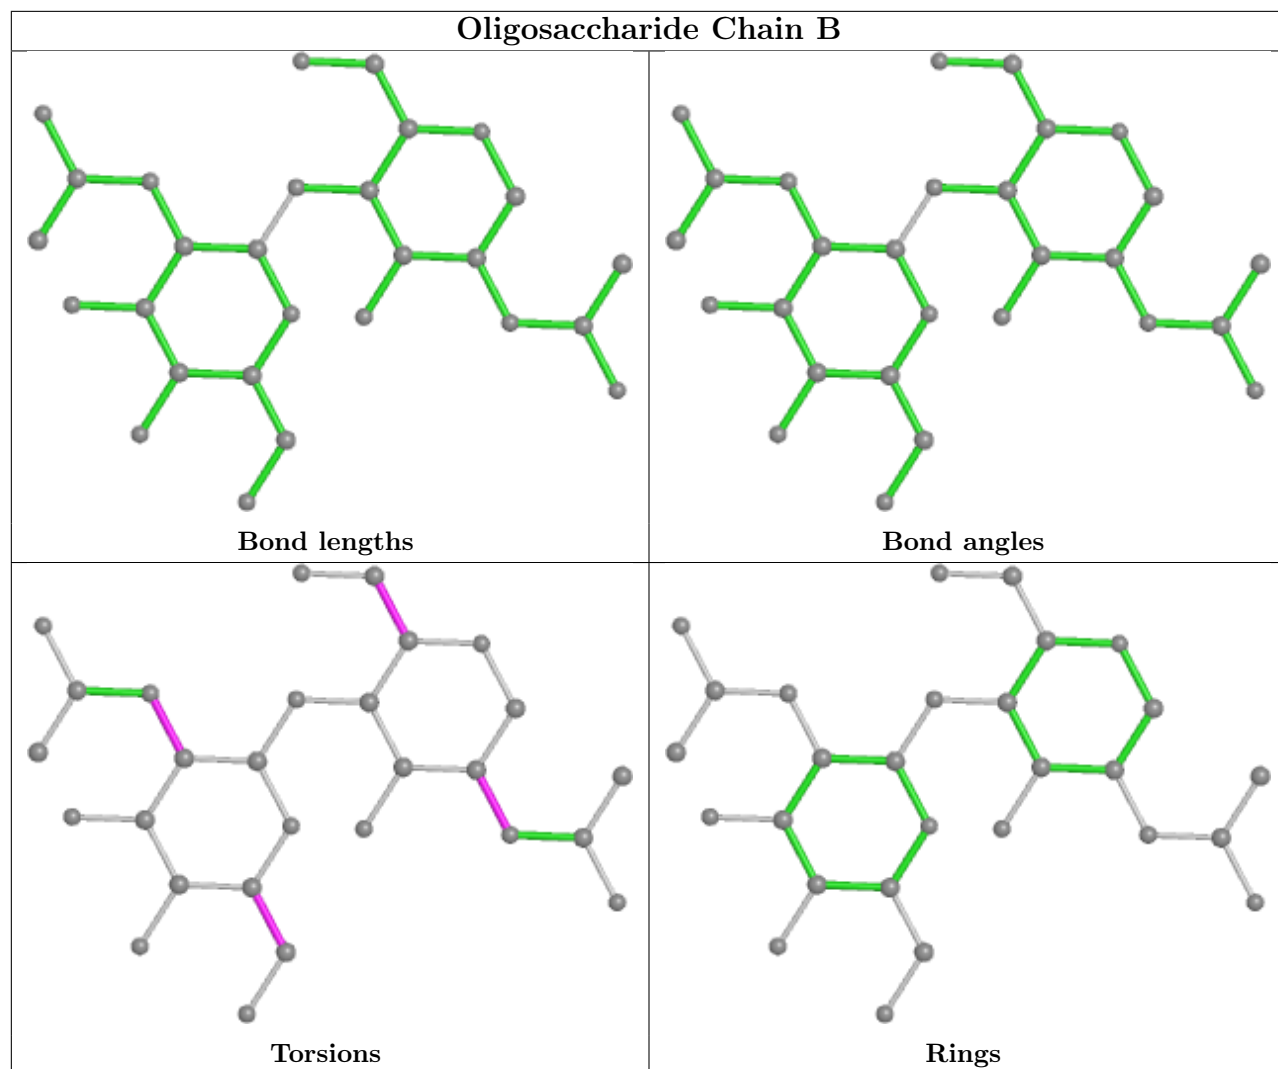 Oligosaccharide Chain B
Bond lengths
Bond angles
Torsions
Rings